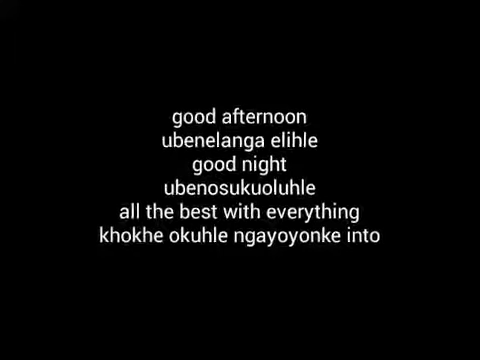 good afternoon
ubenelanga elihle
good night
ubenosukuoluhle
all the best with everything
khokhe okuhle ngayoyonke into